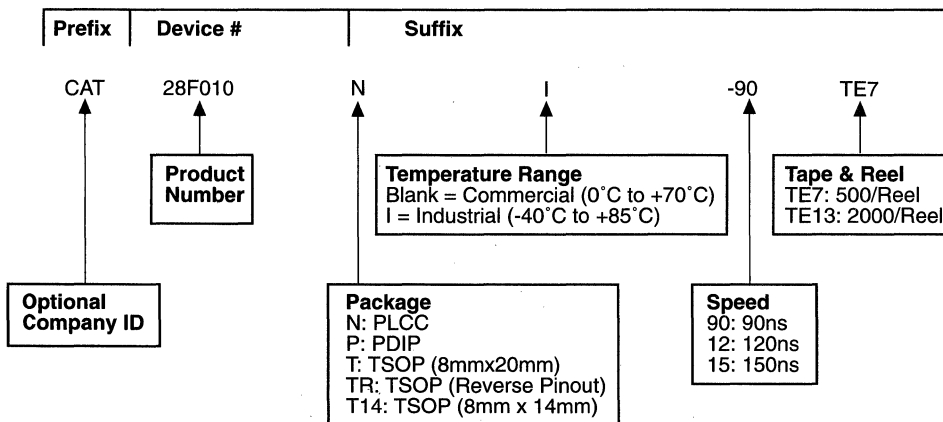 Prefix Device # Suffix
CAT 28F010 N I -90 TE7
Product
Number
Temperature Range
Blank = Commercial (0˚C to +70˚C)
I = Industrial (-40˚C to +85˚C)
Tape & Reel
TE7: 500/Reel
TE13: 2000/Reel
Optional
Company ID
Package
N: PLCC
P: PDIP
T: TSOP (8mmx20mm)
TR: TSOP (Reverse Pinout)
T14: TSOP (8mm x 14mm)
Speed
90: 90ns
12: 120ns
15: 150ns